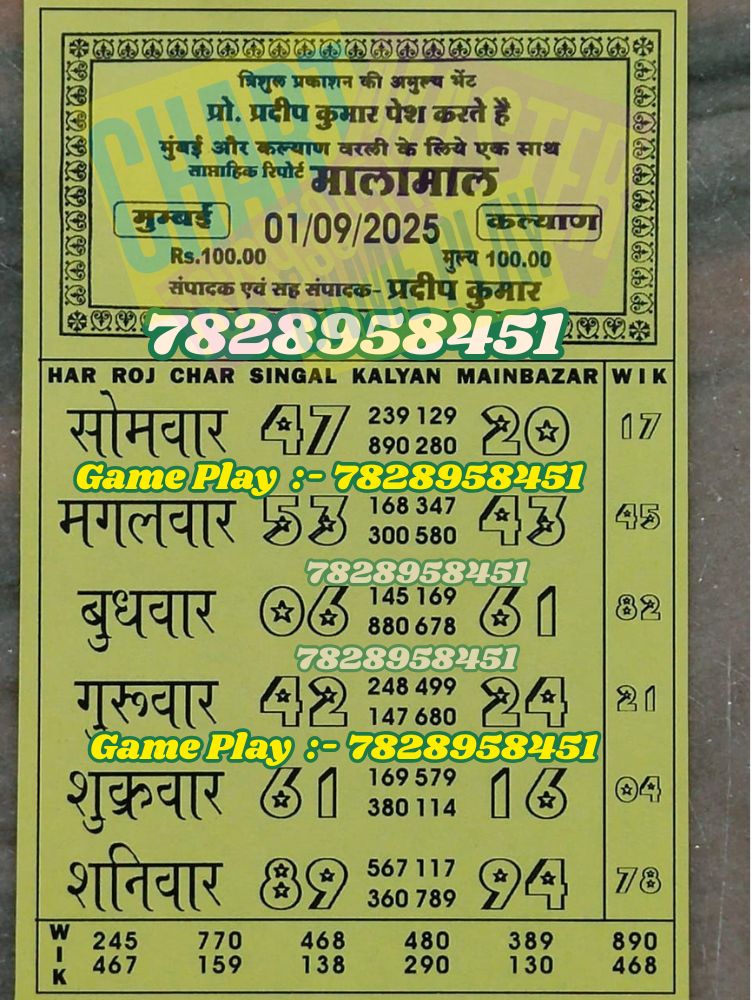 त्रिशुल प्रकाशन की अमुल्य भेंट
प्रो. प्रदीप कुमार पेश करते है
मुंबई और कल्याण वरली के लिये एक साथ
साप्ताहिक रिपोर्ट मालामाल
मुम्बई 01/09/2025 कल्याण
Rs.100.00 मुल्य 100.00
संपादक एवं सह संपादक- प्रदीप कुमार
7828958451
HAR ROJ CHAR SINGAL KALYAN MAINBAZAR WIK
सोमवार 47 239 129 20 17
890 280
Game Play :- 7828958451
मगलवार 53 168 347 43 45
300 580
7828958451
बुधवार 06 145 169 61 82
880 678
7828958451
गुरूवार 42 248 499 24 21
147 680
Game Play :- 7828958451
शुक्रवार 61 169 579 16 04
380 114
शनिवार 89 567 117 94 78
360 789
WIK 245 770 468 480 389 890
467 159 138 290 130 468